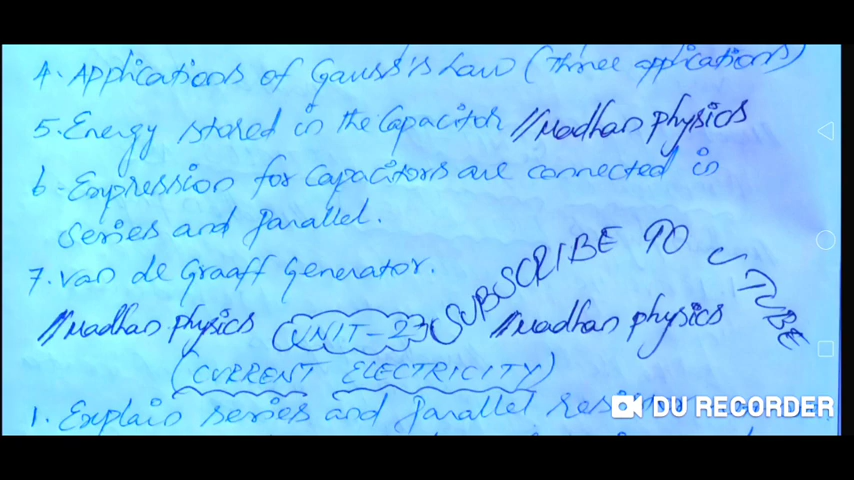 4. Applications of Gauss's Law (Three applications)
5. Energy stored in the Capacitor //Madhan physics
6. Expression for Capacitors are connected in
series and parallel.
7. Van de Graaff Generator.
SUBSCRIBE TO UTUBE
//Madhan physics UNIT-2 //Madhan physics
(CURRENT ELECTRICITY)
1. Explain series and parallel
DU RECORDER